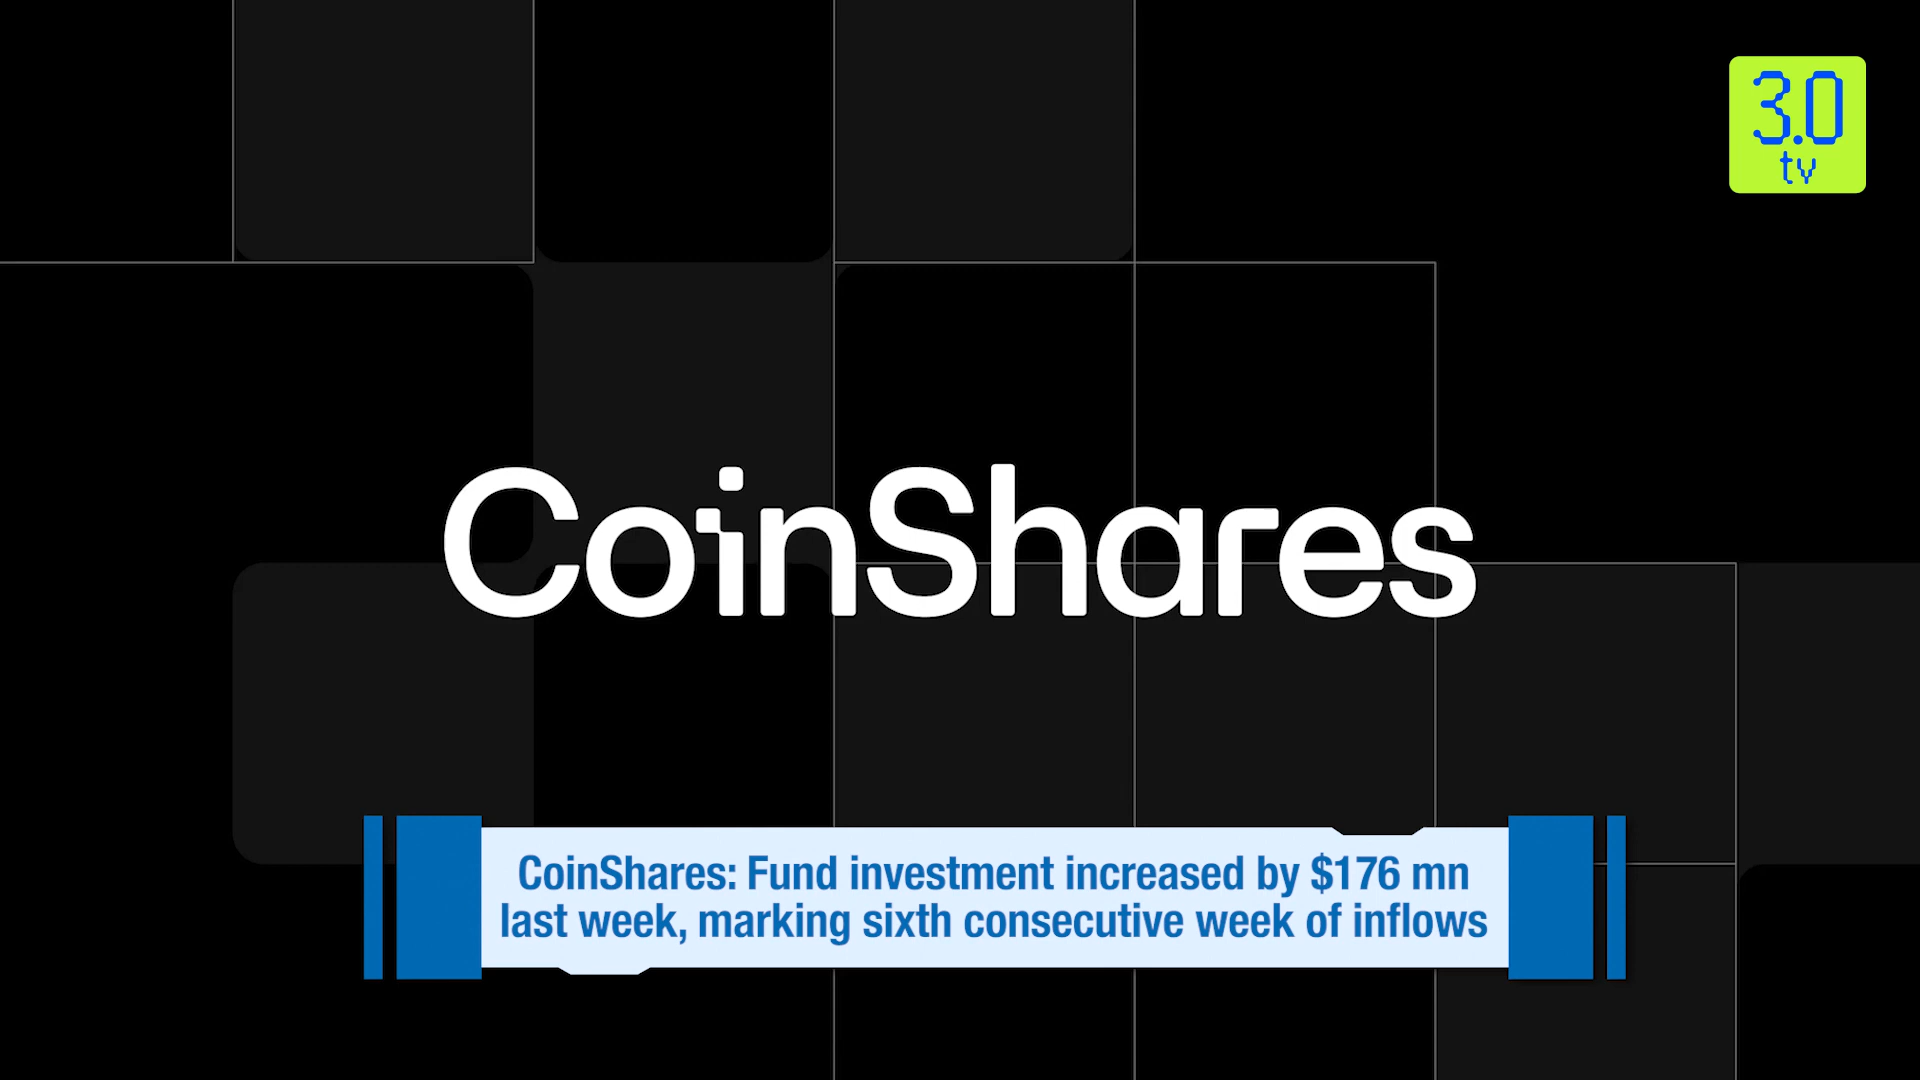 3.0
tv
CoinShares
CoinShares: Fund investment increased by $176 mn
last week, marking sixth consecutive week of inflows